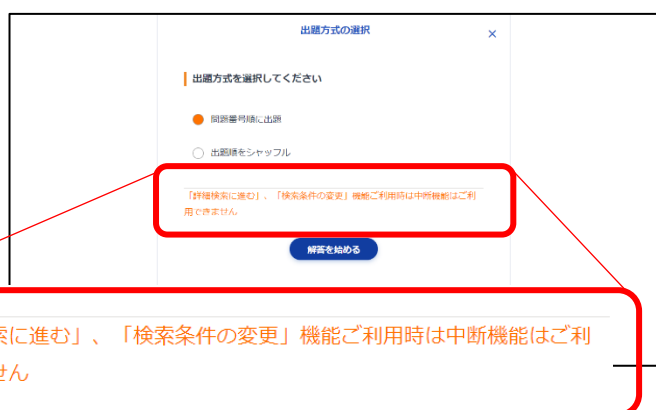 出題方式の選択
×
出題方式を選択してください
問題番号順に出題
出題順をシャッフル
「詳細検索に進む」、「検索条件の変更」機能ご利用時は中断機能はご利
用できません
解答を始める
索に進む」、「検索条件の変更」機能ご利用時は中断機能はご利
せん